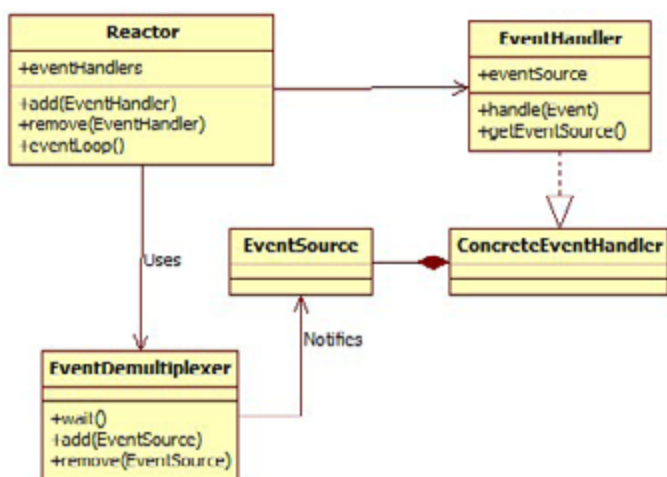 Reactor
+eventHandlers
+add(EventHandler)
+remove(EventHandler)
+eventLoop()
EventHandler
+eventSource
+handle(Event)
+getEventSource()
EventSource
ConcreteEventHandler
Uses
Notifies
EventDemultiplexer
+wait()
+add(EventSource)
+remove(EventSource)